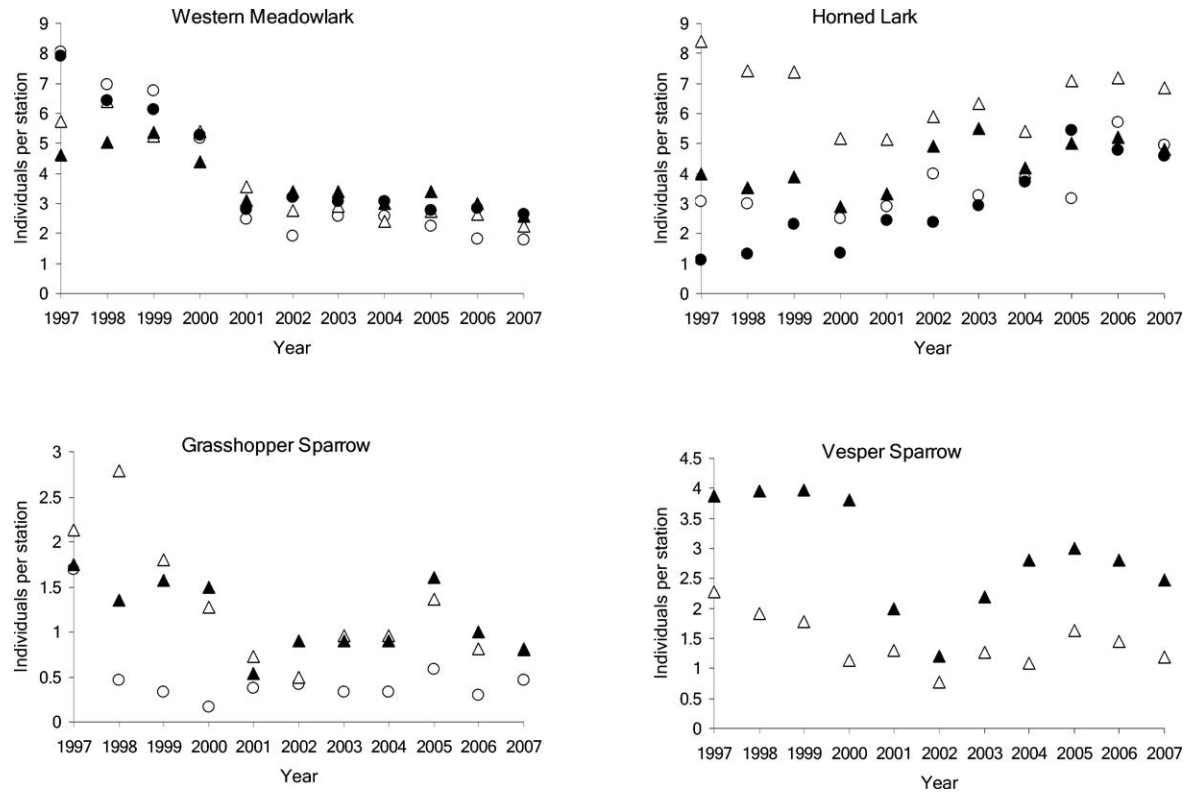 Western Meadowlark
Individuals per station
9
8
7
6
5
4
3
2
1
0
1997 1998 1999 2000 2001 2002 2003 2004 2005 2006 2007
Year
Horned Lark
Individuals per station
9
8
7
6
5
4
3
2
1
0
1997 1998 1999 2000 2001 2002 2003 2004 2005 2006 2007
Year
Grasshopper Sparrow
Individuals per station
3
2.5
2
1.5
1
0.5
0
1997 1998 1999 2000 2001 2002 2003 2004 2005 2006 2007
Year
Vesper Sparrow
Individuals per station
4.5
4
3.5
3
2.5
2
1.5
1
0.5
0
1997 1998 1999 2000 2001 2002 2003 2004 2005 2006 2007
Year